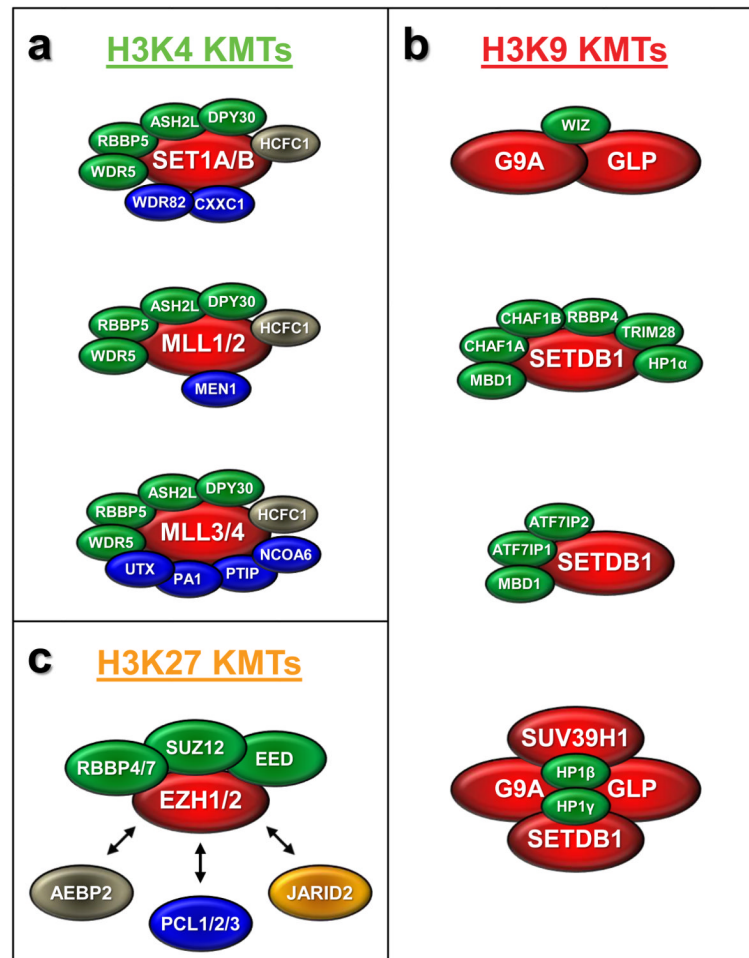 a
H3K4 KMTs
ASH2L
DPY30
RBBP5
HCFC1
SET1A/B
WDR5
WDR82
CXXC1
ASH2L
DPY30
RBBP5
HCFC1
MLL1/2
WDR5
MEN1
ASH2L
DPY30
RBBP5
HCFC1
MLL3/4
WDR5
NCOA6
UTX
PA1
PTIP
b
H3K9 KMTs
WIZ
G9A
GLP
CHAF1B
RBBP4
TRIM28
CHAF1A
SETDB1
HP1α
MBD1
ATF7IP2
ATF7IP1
SETDB1
MBD1
SUV39H1
HP1β
G9A
GLP
HP1γ
SETDB1
c
H3K27 KMTs
SUZ12
RBBP4/7
EED
EZH1/2
AEBP2
JARID2
PCL1/2/3